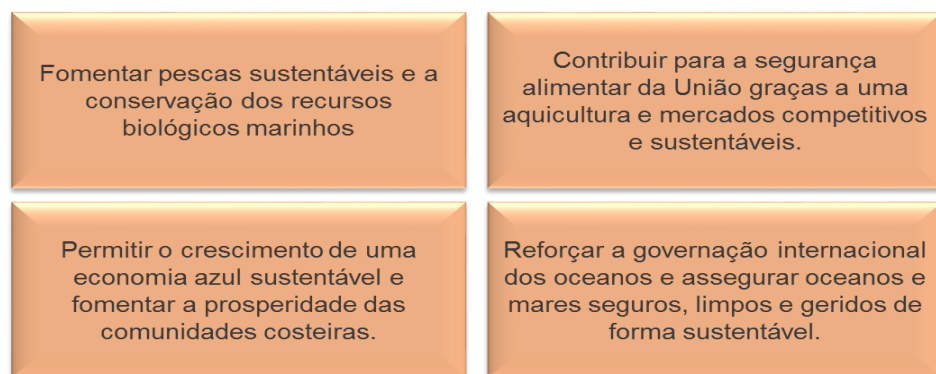 Fomentar pescas sustentáveis e a
conservação dos recursos
biológicos marinhos
Contribuir para a segurança
alimentar da União graças a uma
aquicultura e mercados competitivos
e sustentáveis.
Permitir o crescimento de uma
economia azul sustentável e
fomentar a prosperidade das
comunidades costeiras.
Reforçar a governação internacional
dos oceanos e assegurar oceanos e
mares seguros, limpos e geridos de
forma sustentável.